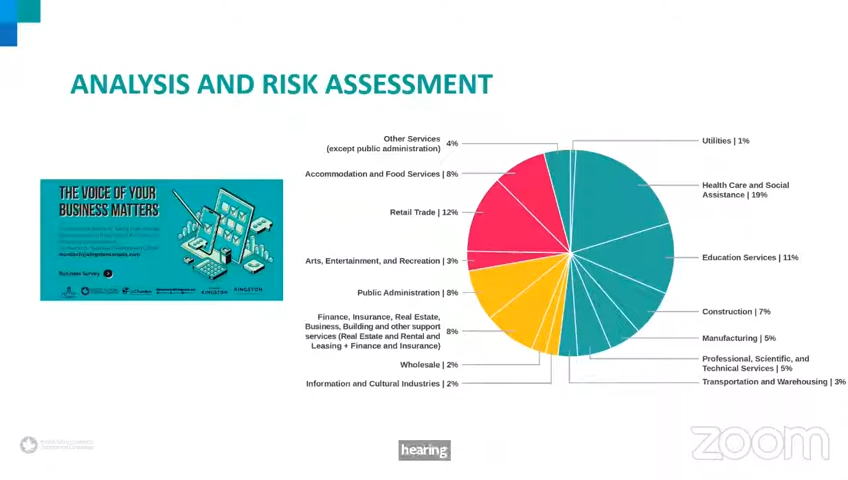 ANALYSIS AND RISK ASSESSMENT
THE VOICE OF YOUR
BUSINESS MATTERS
Business Survey
KINGSTON
KINGSTON
Other Services
(except public administration) 4%
Accommodation and Food Services | 8%
Retail Trade | 12%
Arts, Entertainment, and Recreation | 3%
Public Administration | 8%
Finance, Insurance, Real Estate,
Business, Building and other support
services (Real Estate and Rental and
Leasing + Finance and Insurance) 8%
Wholesale | 2%
Information and Cultural Industries | 2%
Utilities | 1%
Health Care and Social
Assistance | 19%
Education Services | 11%
Construction | 7%
Manufacturing | 5%
Professional, Scientific, and
Technical Services | 5%
Transportation and Warehousing | 3%
hearing
zoom